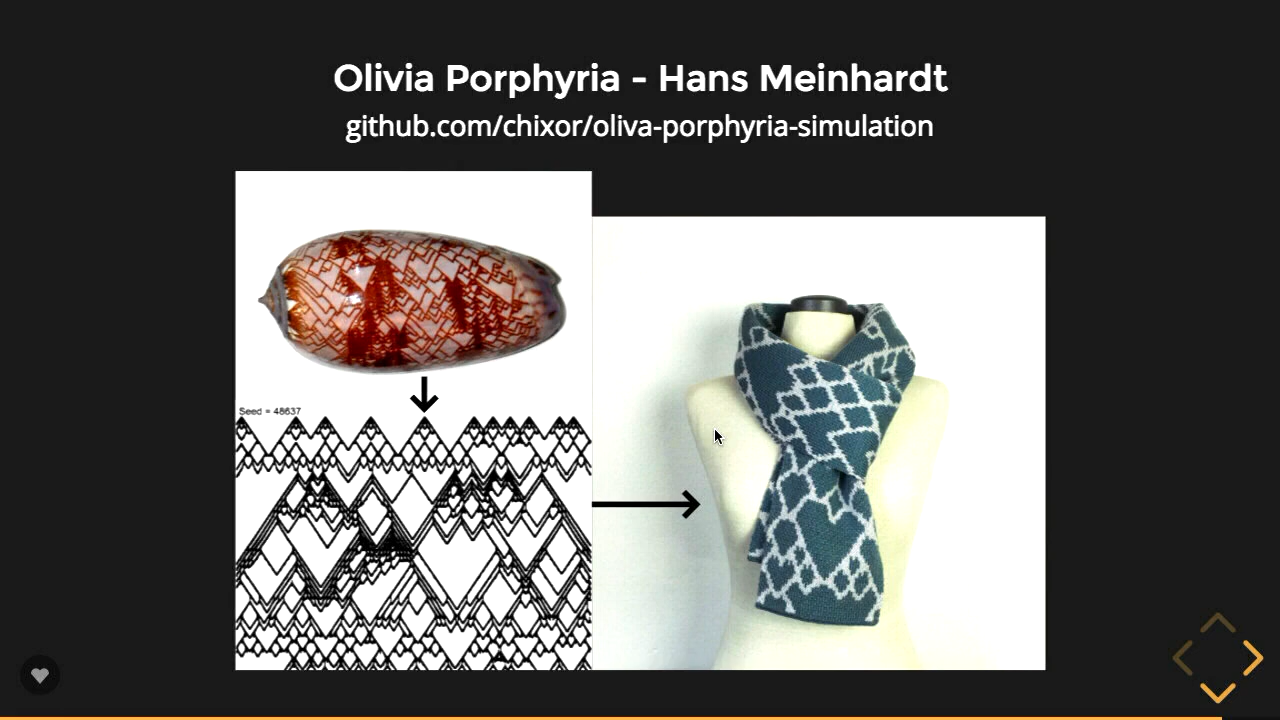 Olivia Porphyria - Hans Meinhardt
github.com/chixor/oliva-porphyria-simulation
Seed = 48637